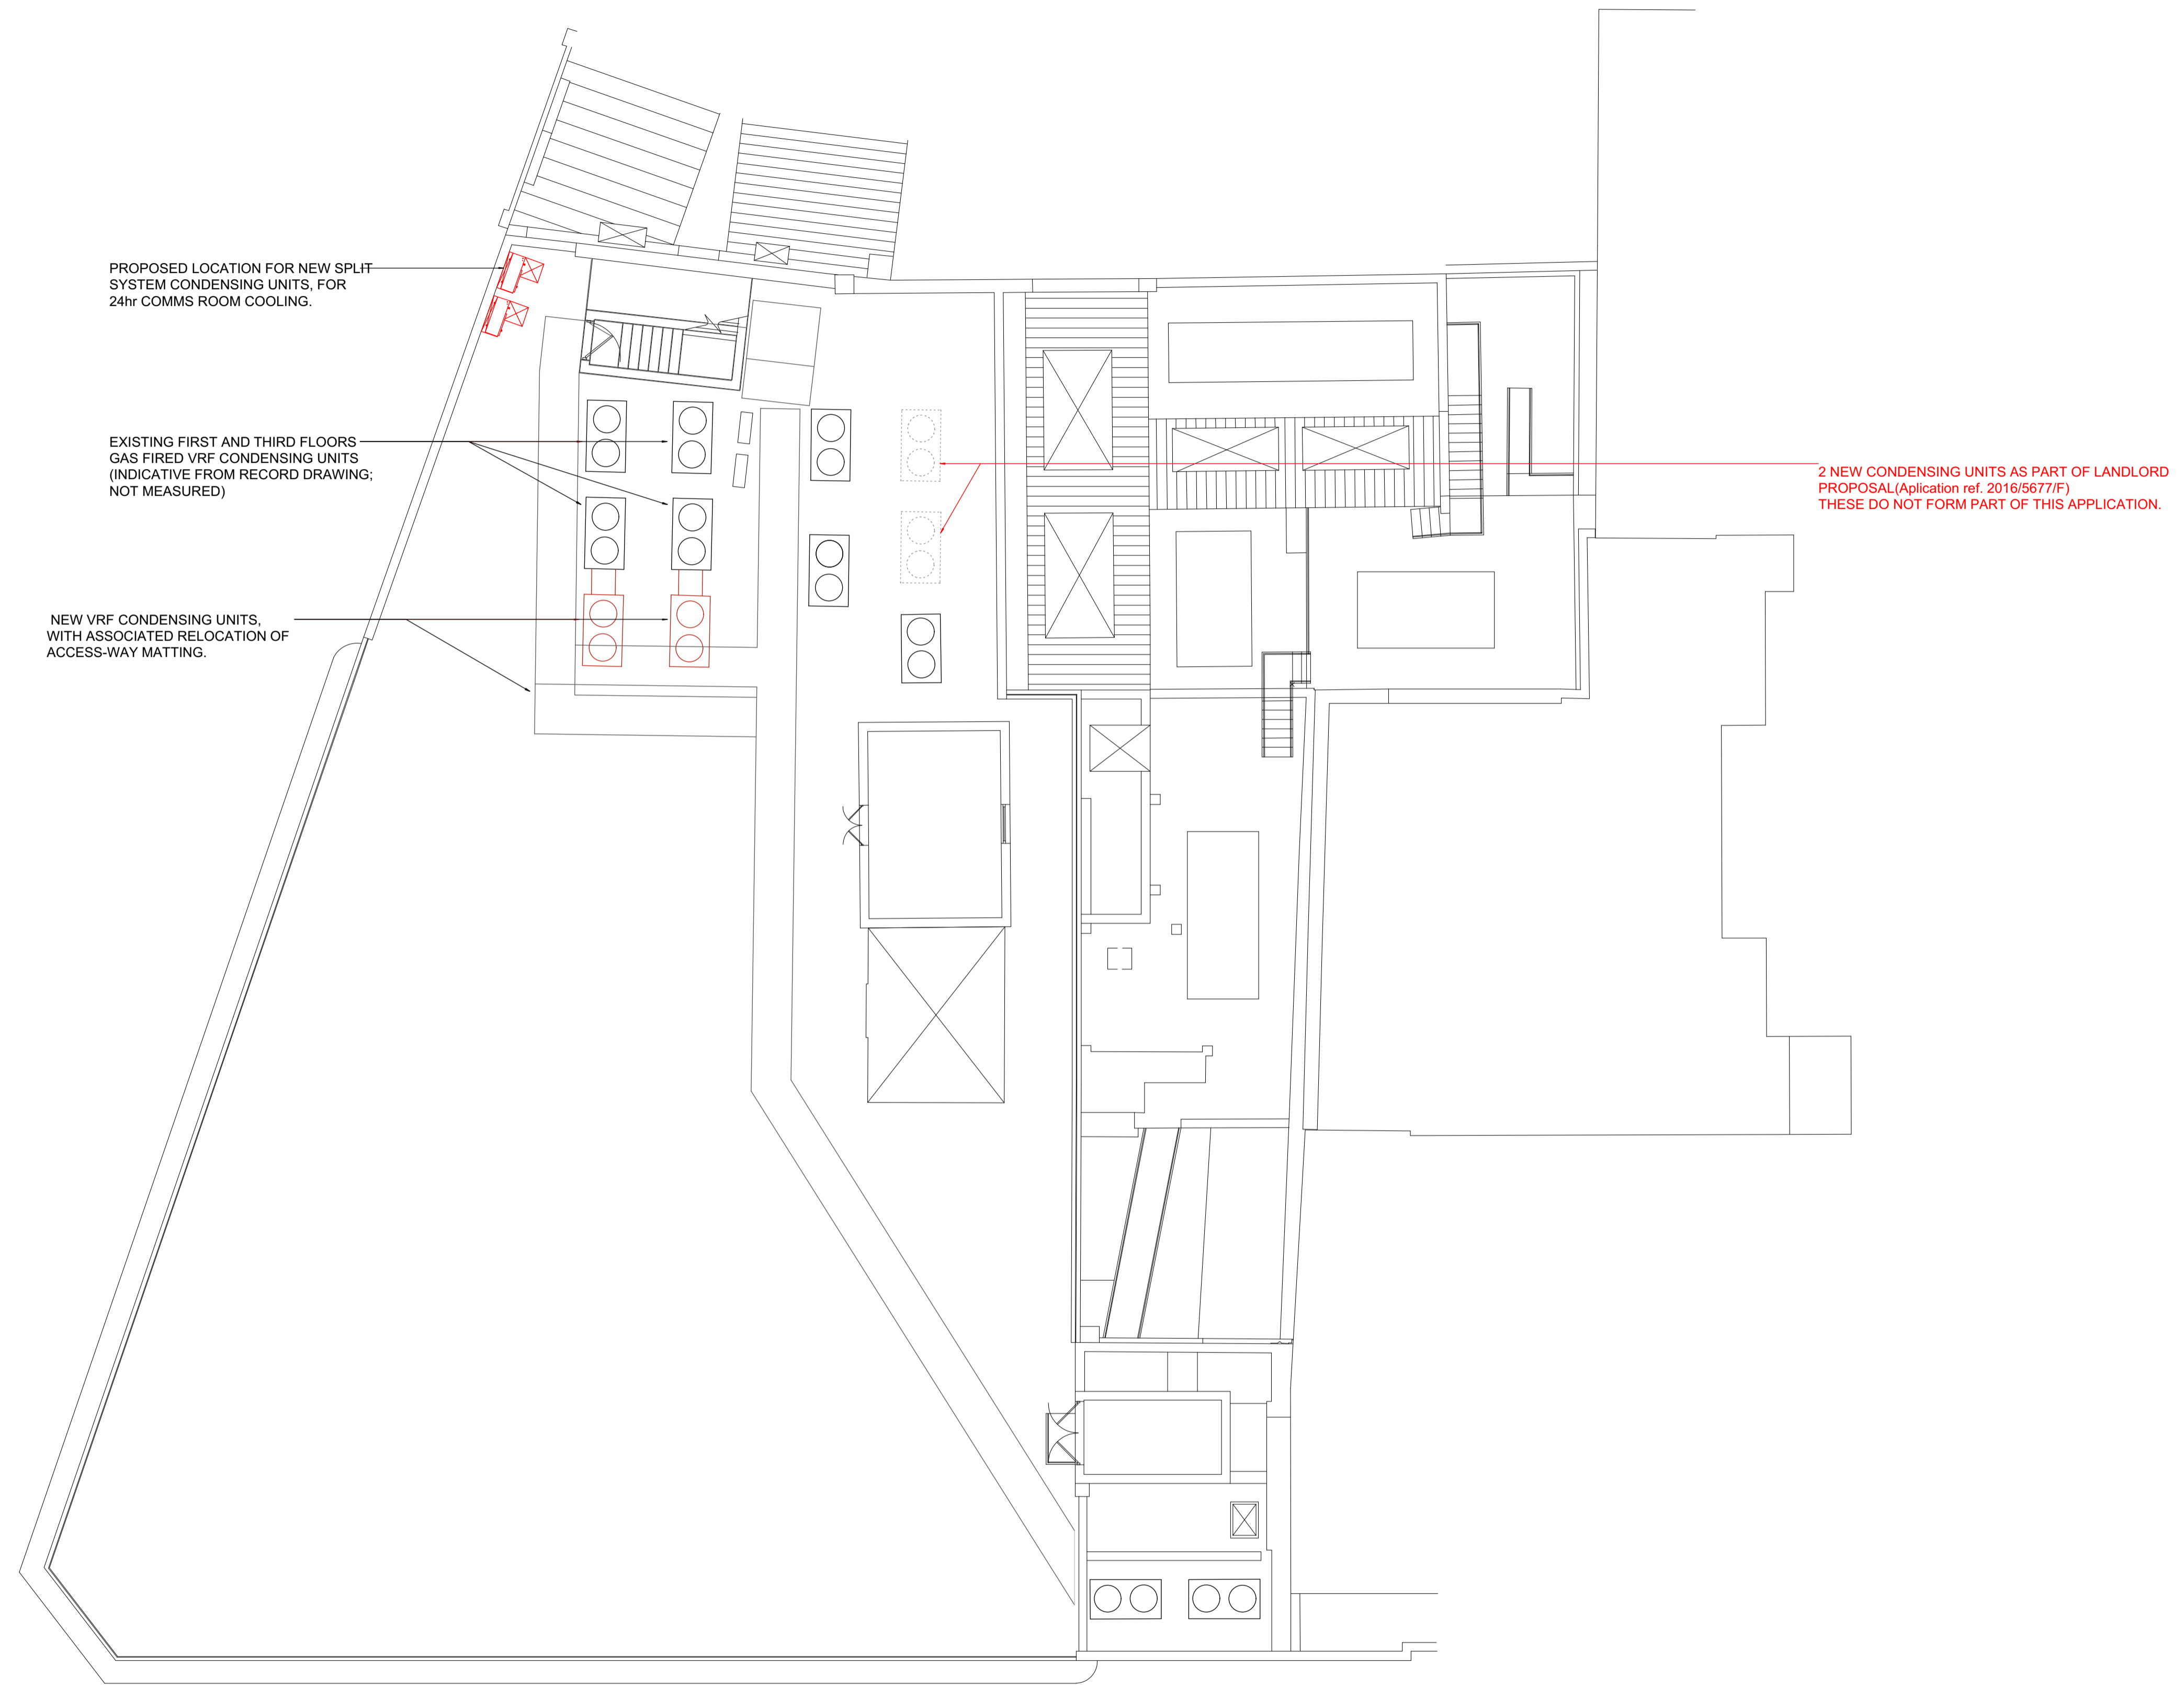 PROPOSED LOCATION FOR NEW SPLIT
SYSTEM CONDENSING UNITS, FOR
24hr COMMS ROOM COOLING.
EXISTING FIRST AND THIRD FLOORS
GAS FIRED VRF CONDENSING UNITS
(INDICATIVE FROM RECORD DRAWING;
NOT MEASURED)
NEW VRF CONDENSING UNITS,
WITH ASSOCIATED RELOCATION OF
ACCESS-WAY MATTING.
2 NEW CONDENSING UNITS AS PART OF LANDLORD
PROPOSAL(Aplication ref. 2016/5677/F)
THESE DO NOT FORM PART OF THIS APPLICATION.